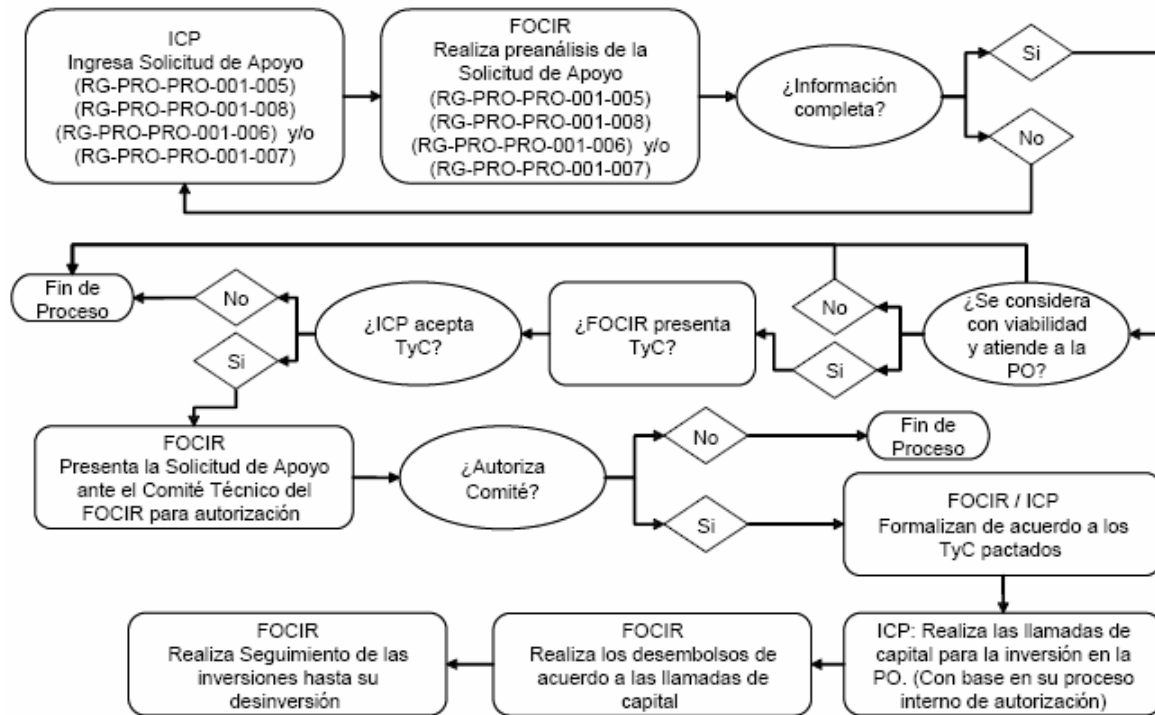 ICP
Ingresa Solicitud de Apoyo
(RG-PRO-PRO-001-005)
(RG-PRO-PRO-001-008)
(RG-PRO-PRO-001-006) y/o
(RG-PRO-PRO-001-007)
FOCIR
Realiza preanálisis de la
Solicitud de Apoyo
(RG-PRO-PRO-001-005)
(RG-PRO-PRO-001-008)
(RG-PRO-PRO-001-006) y/o
(RG-PRO-PRO-001-007)
¿Información
completa?
Si
No
¿Se considera
con viabilidad
y atiende a la
PO?
No
Si
¿FOCIR presenta
TyC?
¿ICP acepta
TyC?
No
Si
Fin de
Proceso
FOCIR
Presenta la Solicitud de Apoyo
ante el Comité Técnico del
FOCIR para autorización
¿Autoriza
Comité?
No
Si
Fin de
Proceso
FOCIR / ICP
Formalizan de acuerdo a los
TyC pactados
ICP: Realiza las llamadas de
capital para la inversión en la
PO. (Con base en su proceso
interno de autorización)
FOCIR
Realiza los desembolsos de
acuerdo a las llamadas de
capital
FOCIR
Realiza Seguimiento de las
inversiones hasta su
desinversión